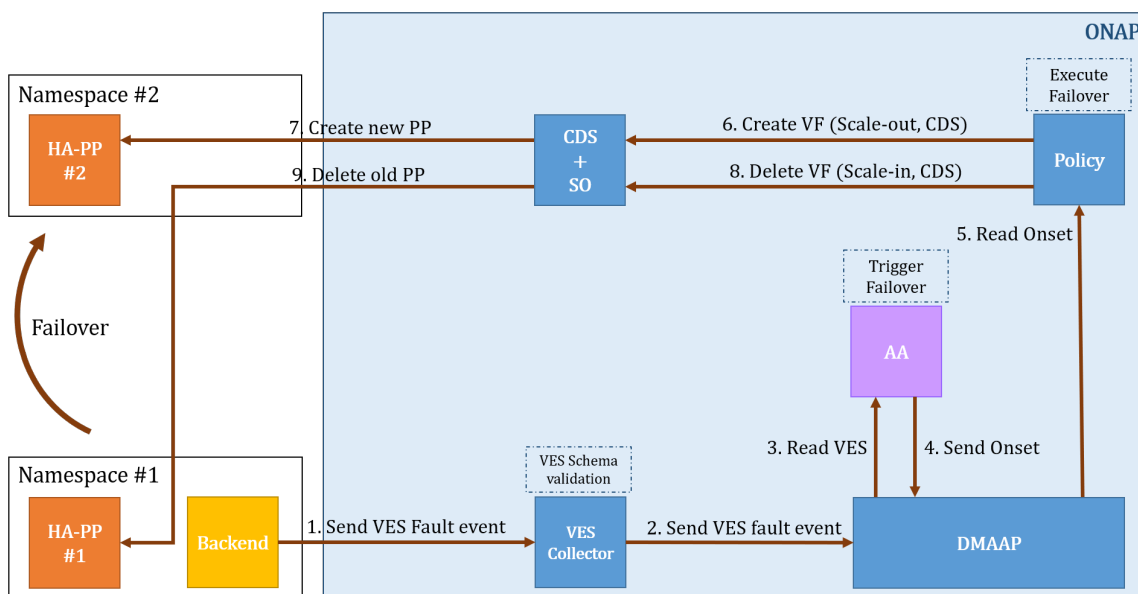 ONAP
Execute
Failover
Namespace #2
HA-PP
#2
7. Create new PP
CDS
+
SO
6. Create VF (Scale-out, CDS)
Policy
9. Delete old PP
8. Delete VF (Scale-in, CDS)
5. Read Onset
Trigger
Failover
Failover
AA
3. Read VES
4. Send Onset
Namespace #1
VES Schema
validation
HA-PP
#1
Backend
1. Send VES Fault event
VES
Collector
2. Send VES fault event
DMAAP